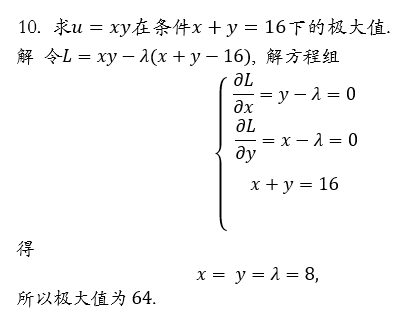 10. 求u = xy在条件x + y = 16下的极大值.
解 令L = xy − λ(x + y − 16), 解方程组
∂L/∂x = y − λ = 0
∂L/∂y = x − λ = 0
x + y = 16
得
x = y = λ = 8,
所以极大值为 64.